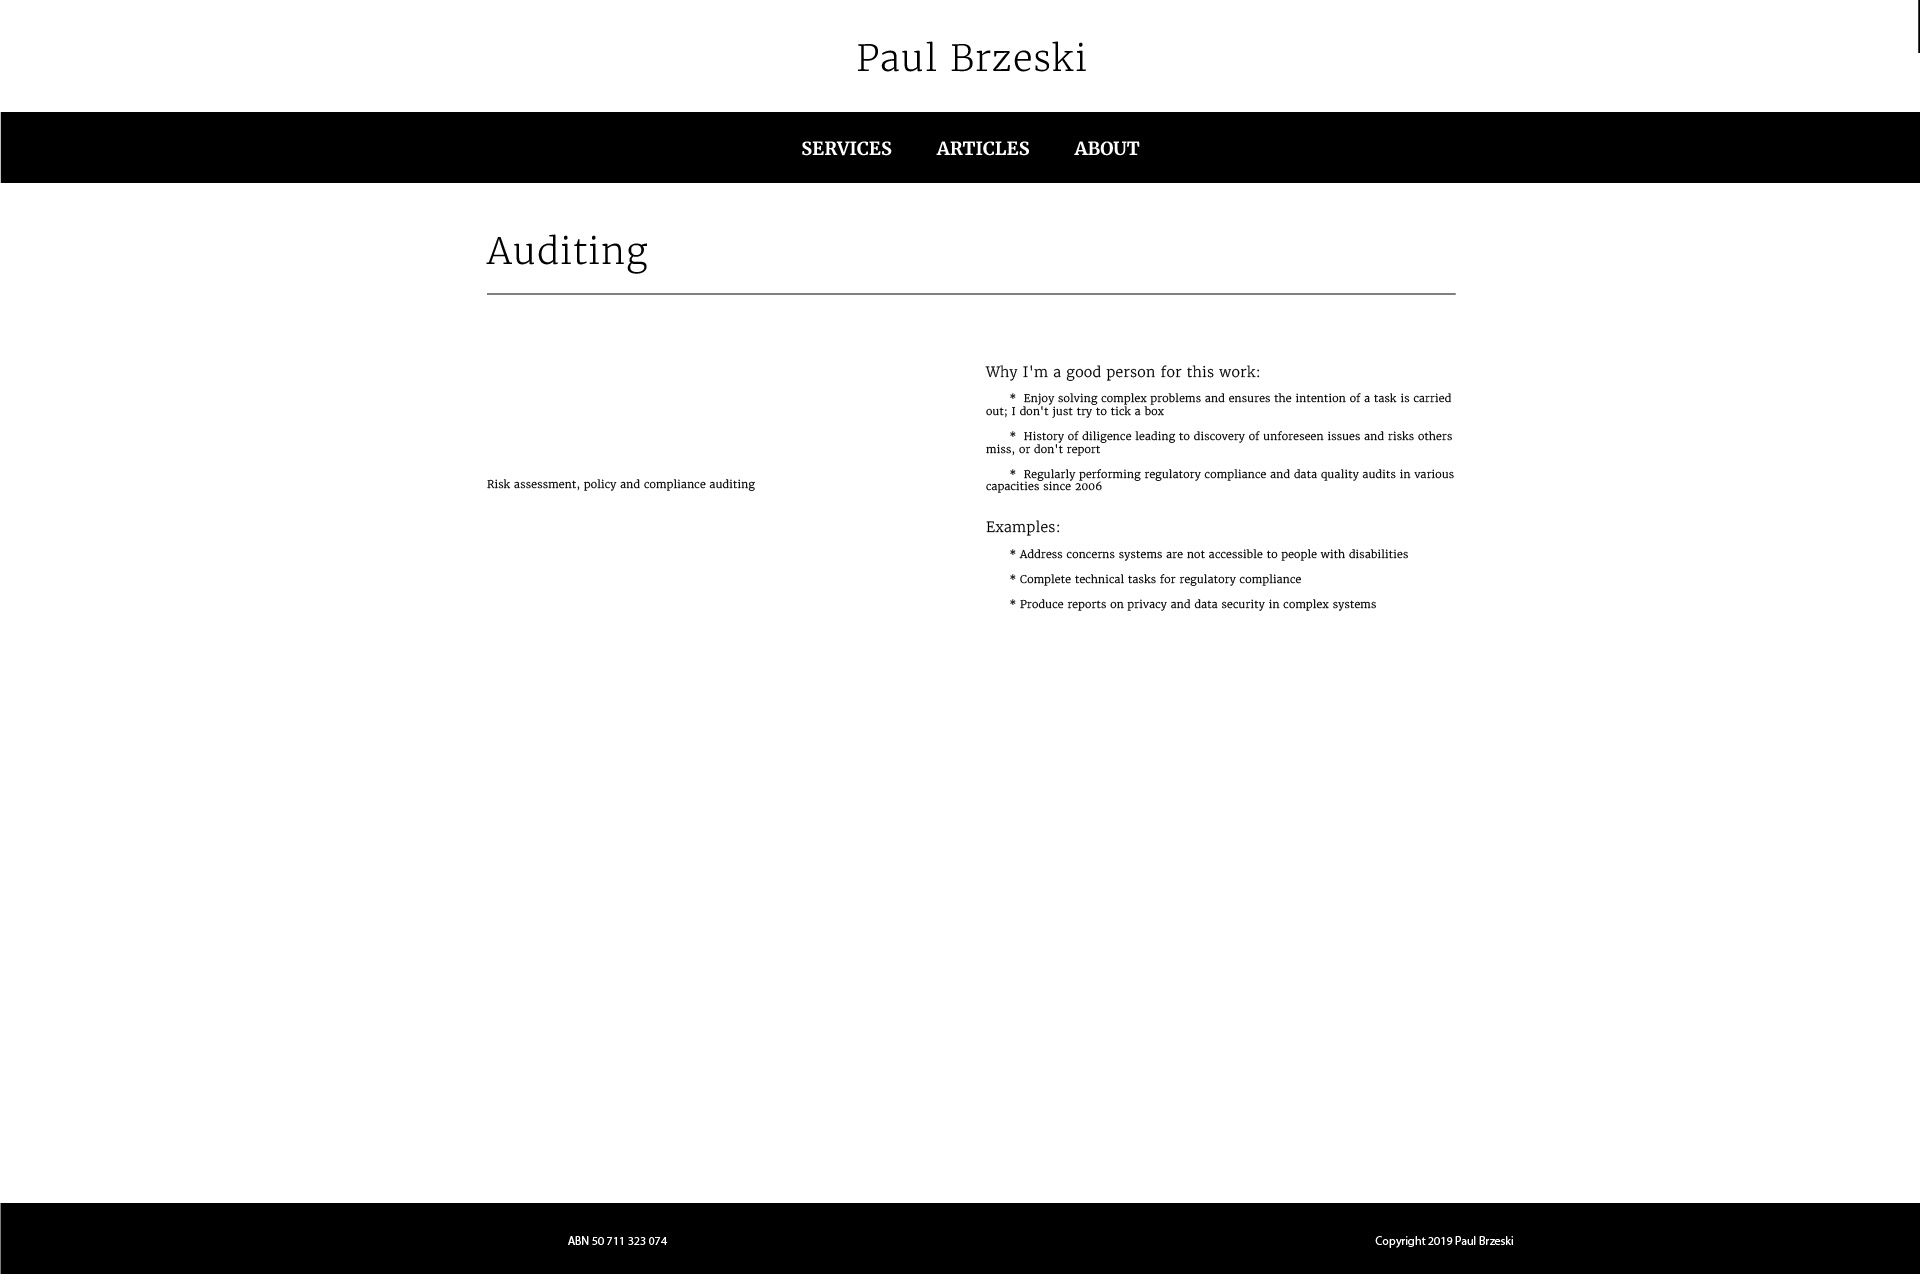 Paul Brzeski
SERVICES ARTICLES ABOUT
Auditing
Risk assessment, policy and compliance auditing
Why I'm a good person for this work:
* Enjoy solving complex problems and ensures the intention of a task is carried
out; I don't just try to tick a box
* History of diligence leading to discovery of unforeseen issues and risks others
miss, or don't report
* Regularly performing regulatory compliance and data quality audits in various
capacities since 2006
Examples:
* Address concerns systems are not accessible to people with disabilities
* Complete technical tasks for regulatory compliance
* Produce reports on privacy and data security in complex systems
ABN 50 711 323 074
Copyright 2019 Paul Brzeski